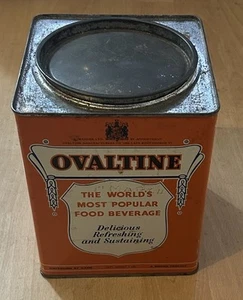 OVALTINE
THE WORLD'S
MOST POPULAR
FOOD BEVERAGE
Delicious
Refreshing
and Sustaining